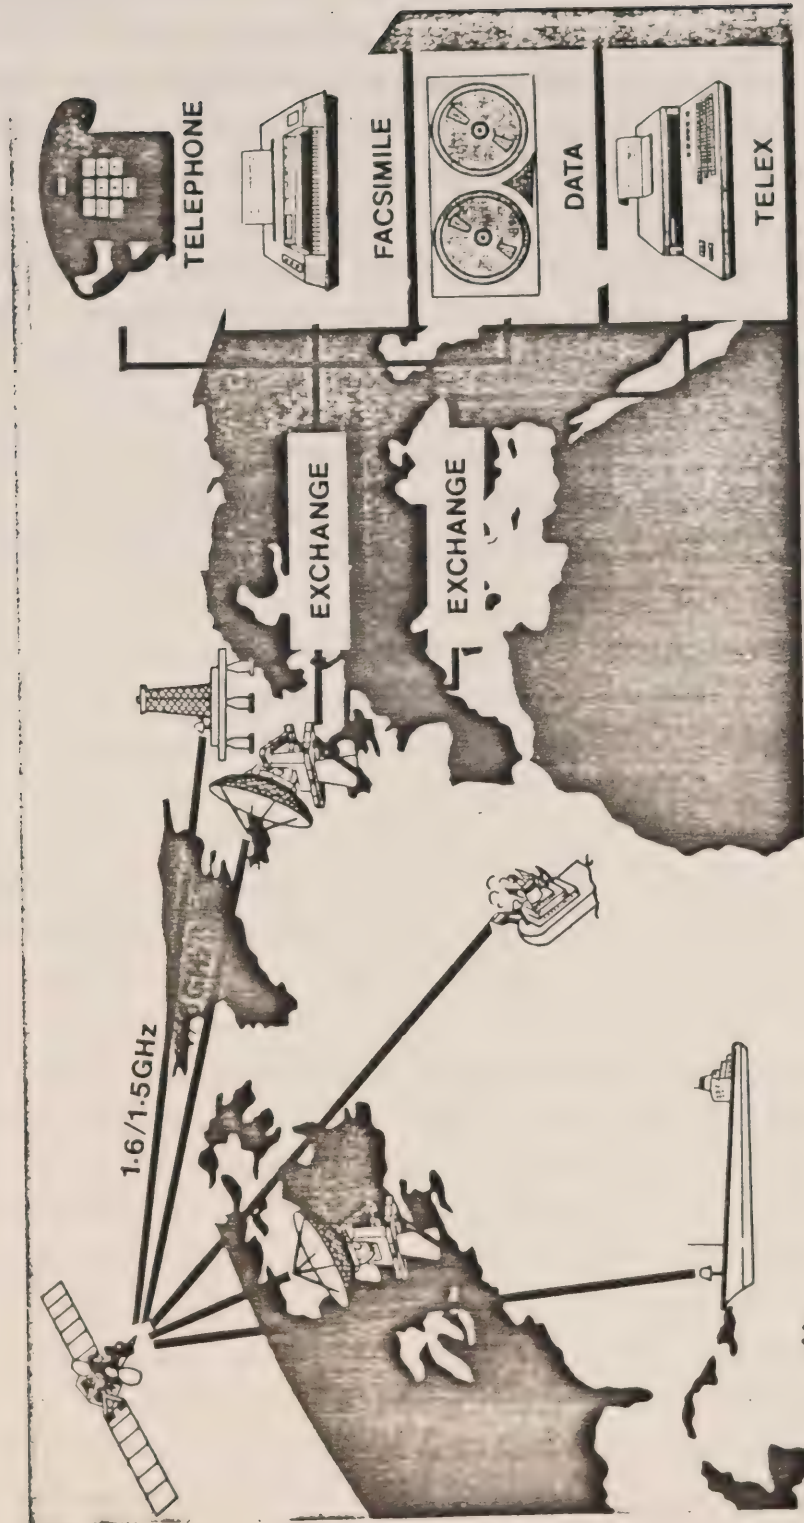 1·6/1·5GHz
EXCHANGE
EXCHANGE
TELEPHONE
FACSIMILE
DATA
TELEX